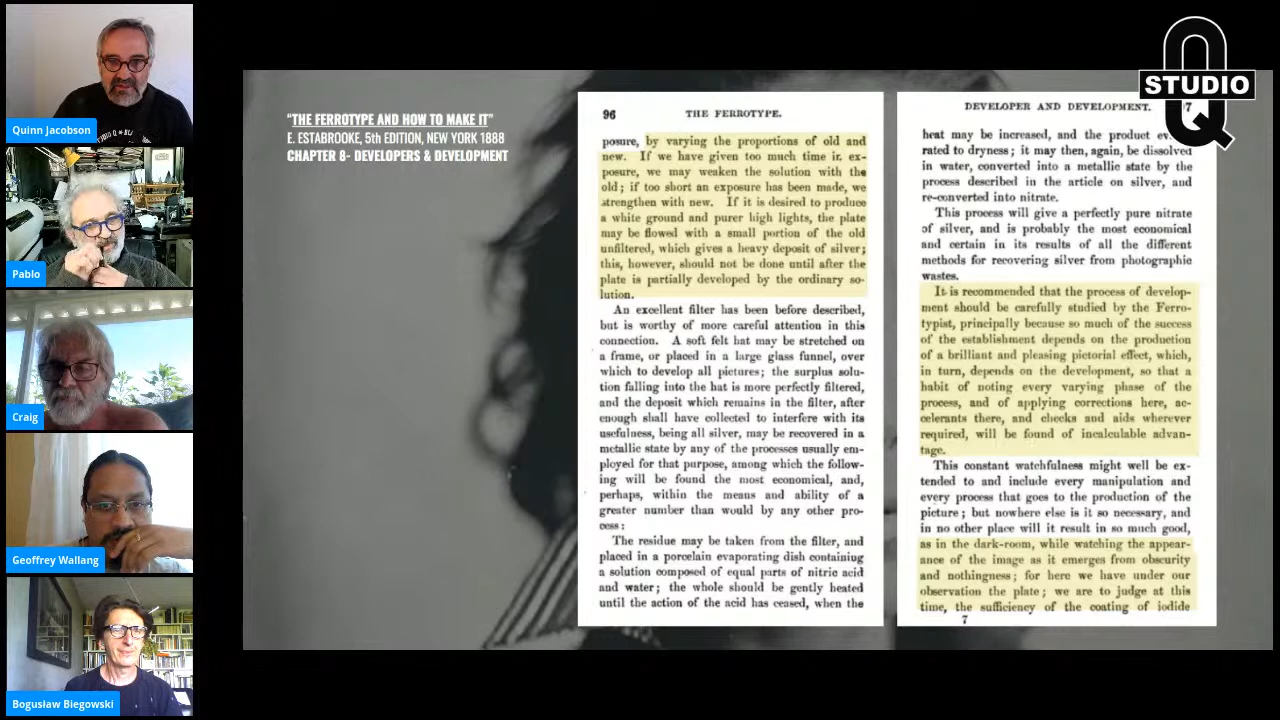 Quinn Jacobson
Pablo
Craig
Geoffrey Wallang
Bogusław Biegowski
"THE FERROTYPE AND HOW TO MAKE IT"
E. ESTABROOKE, 5th EDITION, NEW YORK 1888
CHAPTER 8- DEVELOPERS & DEVELOPMENT
96 THE FERROTYPE.
posure, by varying the proportions of old and
new. If we have given too much time in ex-
posure, we may weaken the solution with the
old; if too short an exposure has been made, we
strengthen with new. If it is desired to produce
a white ground and purer high lights, the plate
may be flowed with a small portion of the old
unfiltered, which gives a heavy deposit of silver;
this, however, should not be done until after the
plate is partially developed by the ordinary so-
lution.
An excellent filter has been before described,
but is worthy of more careful attention in this
connection. A soft felt hat may be stretched on
a frame, or placed in a large glass funnel, over
which to develop all pictures; the surplus solu-
tion falling into the hat is more perfectly filtered,
and the deposit which remains in the filter, after
enough shall have collected to interfere with its
usefulness, being all silver, may be recovered in a
metallic state by any of the processes usually em-
ployed for that purpose, among which the follow-
ing will be found the most economical, and,
perhaps, within the means and ability of a
greater number than would by any other pro-
cess:
The residue may be taken from the filter, and
placed in a porcelain evaporating dish containing
a solution composed of equal parts of nitric acid
and water; the whole should be gently heated
until the action of the acid has ceased, when the
DEVELOPER AND DEVELOPMENT. 7
heat may be increased, and the product
rated to dryness; it may then, again, be dissolved
in water, converted into a metallic state by the
process described in the article on silver, and
re-converted into nitrate.
This process will give a perfectly pure nitrate
of silver, and is probably the most economical
and certain in its results of all the different
methods for recovering silver from photographic
wastes.
It is recommended that the process of develop-
ment should be carefully studied by the Ferro-
typist, principally because so much of the success
of the establishment depends on the production
of a brilliant and pleasing pictorial effect, which,
in turn, depends on the development, so that a
habit of noting every varying phase of the
process, and of applying corrections here, ac-
celerants there, and checks and aids wherever
required, will be found of incalculable advan-
tage.
This constant watchfulness might well be ex-
tended to and include every manipulation and
every process that goes to the production of the
picture; but nowhere else is it so necessary, and
in no other place will it result in so much good,
as in the dark-room, while watching the appear-
ance of the image as it emerges from obscurity
and nothingness; for here we have under our
observation the plate; we are to judge at this
time, the sufficiency of the coating of iodide
7
STUDIO
Q